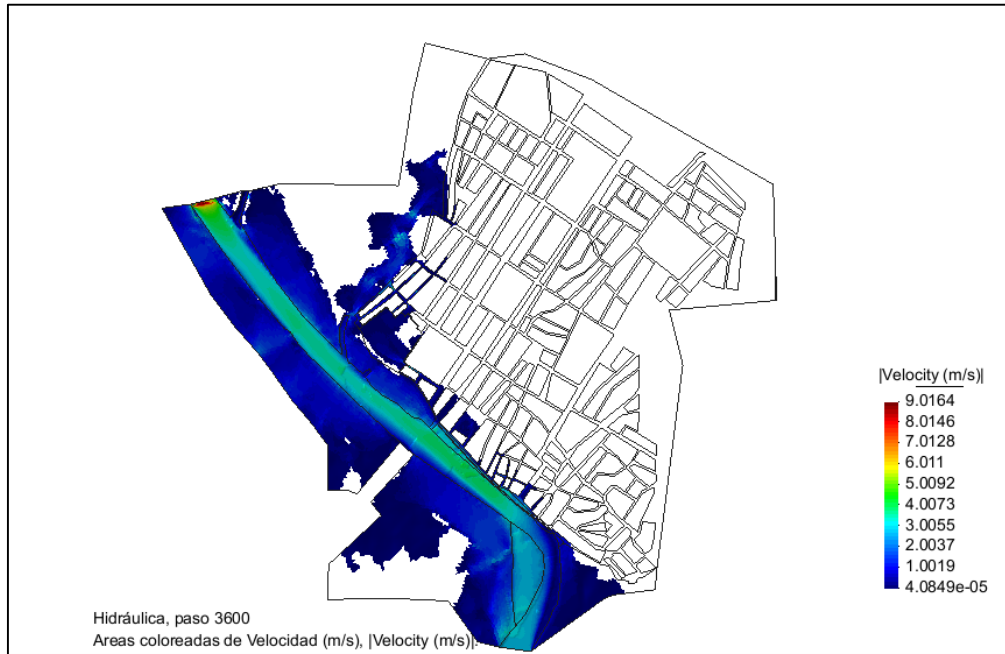 |Velocity (m/s)|
9.0164
8.0146
7.0128
6.011
5.0092
4.0073
3.0055
2.0037
1.0019
4.0849e-05
Hidráulica, paso 3600
Areas coloreadas de Velocidad (m/s), |Velocity (m/s)|.